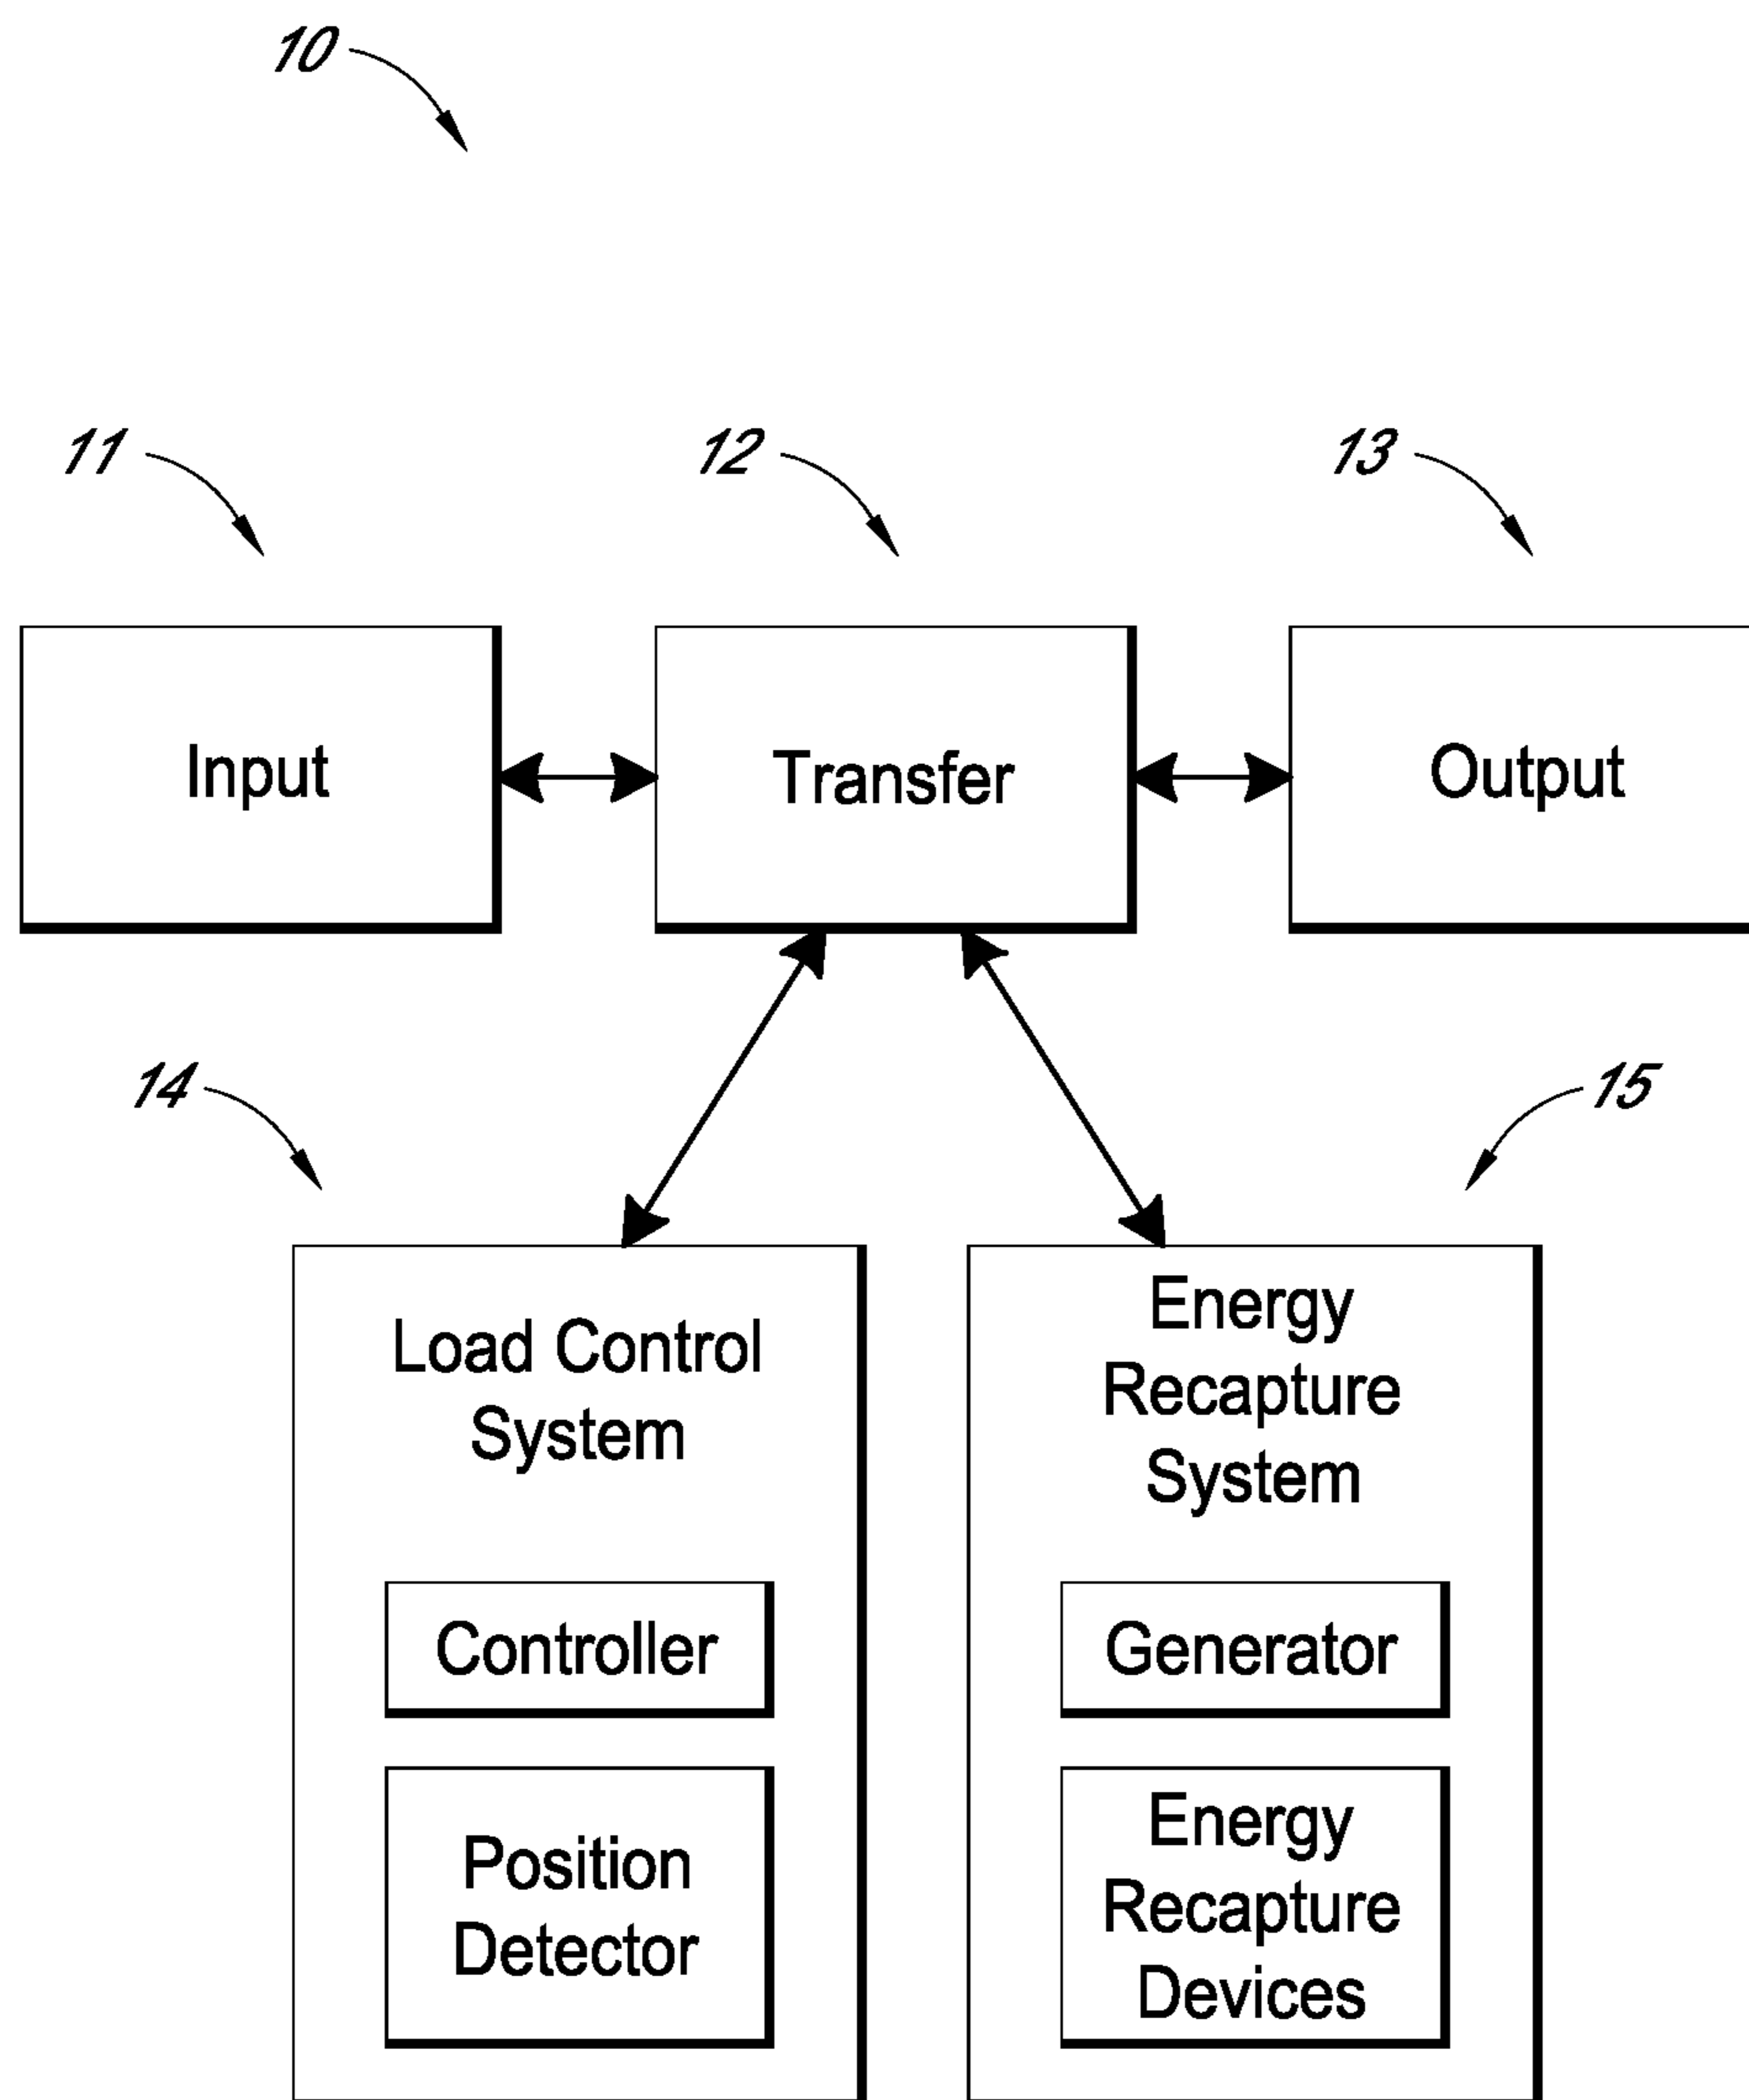 10
11
12
13
Input
Transfer
Output
14
15
Load Control
System
Controller
Position
Detector
Energy
Recapture
System
Generator
Energy
Recapture
Devices